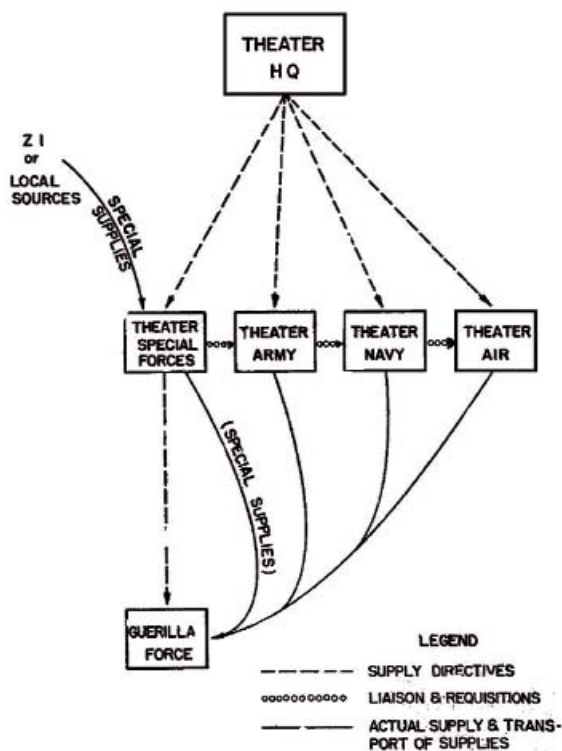 THEATER
HQ
Z I
or
LOCAL
SOURCES
SPECIAL
SUPPLIES
THEATER
SPECIAL
FORCES
THEATER
ARMY
THEATER
NAVY
THEATER
AIR
(SPECIAL SUPPLIES)
GUERILLA
FORCE
LEGEND
SUPPLY DIRECTIVES
LIAISON & REQUISITIONS
ACTUAL SUPPLY & TRANS-
PORT OF SUPPLIES